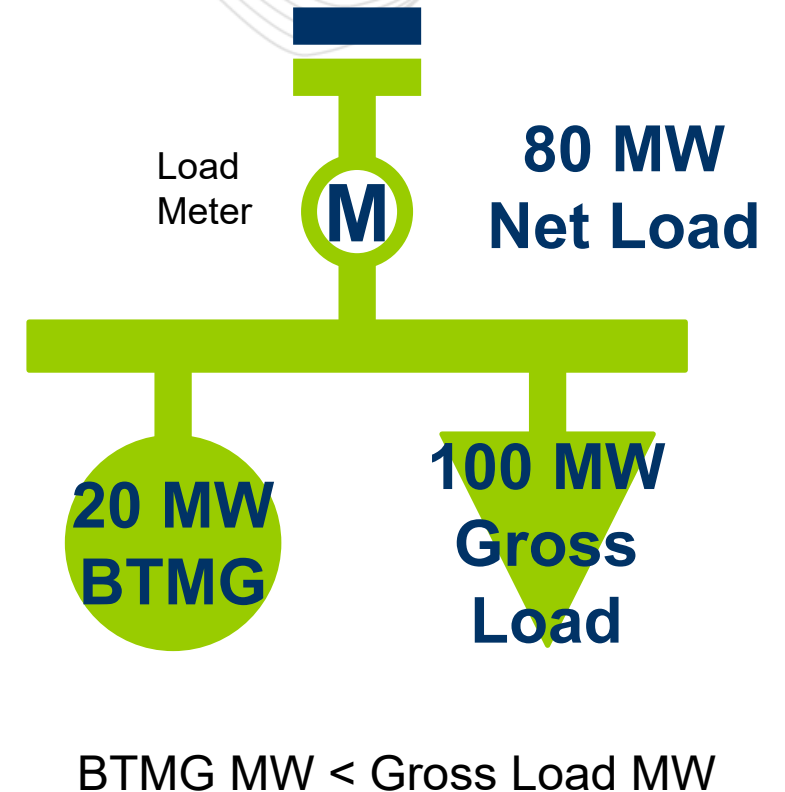 80 MW
Net Load
Load
Meter
M
20 MW
BTMG
100 MW
Gross
Load
BTMG MW < Gross Load MW